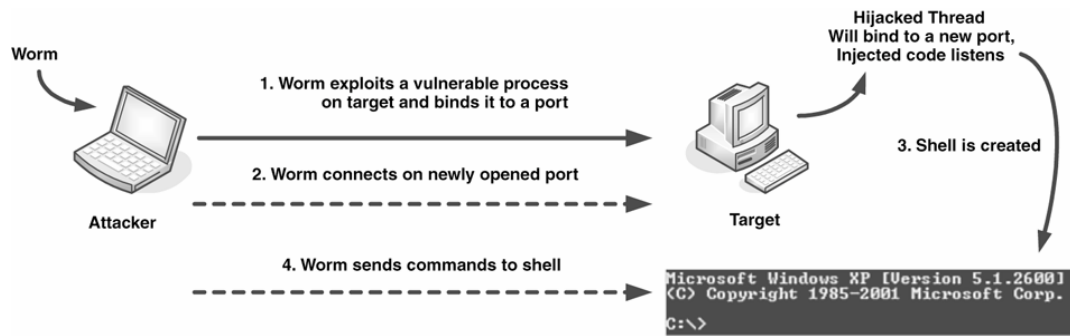 Worm
Attacker
1. Worm exploits a vulnerable process
on target and binds it to a port
2. Worm connects on newly opened port
4. Worm sends commands to shell
Target
Hijacked Thread
Will bind to a new port,
Injected code listens
3. Shell is created
Microsoft Windows XP [Version 5.1.2600]
(C) Copyright 1985-2001 Microsoft Corp.
C:\>